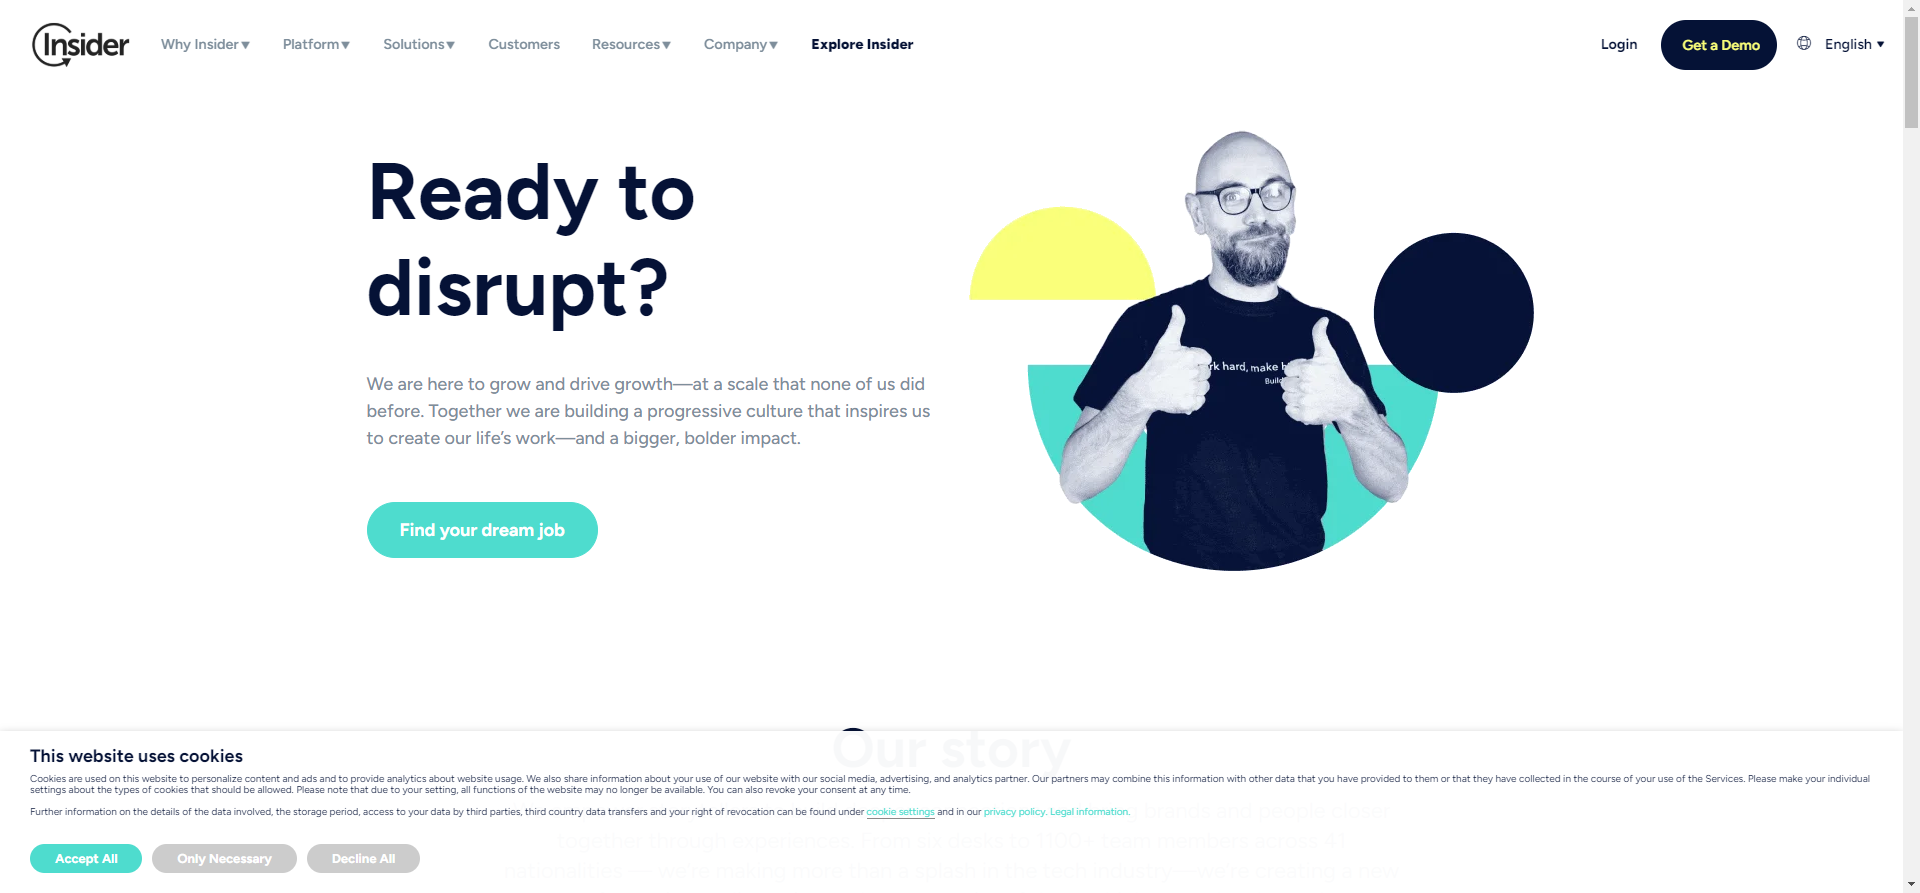 Insider
Why Insider
Platform
Solutions
Customers
Resources
Company
Explore Insider
Login
Get a Demo
English
Ready to
disrupt?
We are here to grow and drive growth—at a scale that none of us did
before. Together we are building a progressive culture that inspires us
to create our life’s work—and a bigger, bolder impact.
Find your dream job
hard, make
Our story
This website uses cookies
Cookies are used on this website to personalize content and ads and to provide analytics about website usage. We also share information about your use of our website with our social media, advertising, and analytics partner. Our partners may combine this information with other data that you have provided to them or that they have collected in the course of your use of the Services. Please make your individual
settings about the types of cookies that should be allowed. Please note that due to your setting, all functions of the website may no longer be available. You can also revoke your consent at any time.
Further information on the details of the data involved, the storage period, access to your data by third parties, third country data transfers and your right of revocation can be found under cookie settings and in our privacy policy. Legal information.
brands and people closer
together through experiences. From six desks to 1100+ team members across 41
nationalities — we're making more than a splash in the tech industry—we're creating a new
Accept All
Only Necessary
Decline All